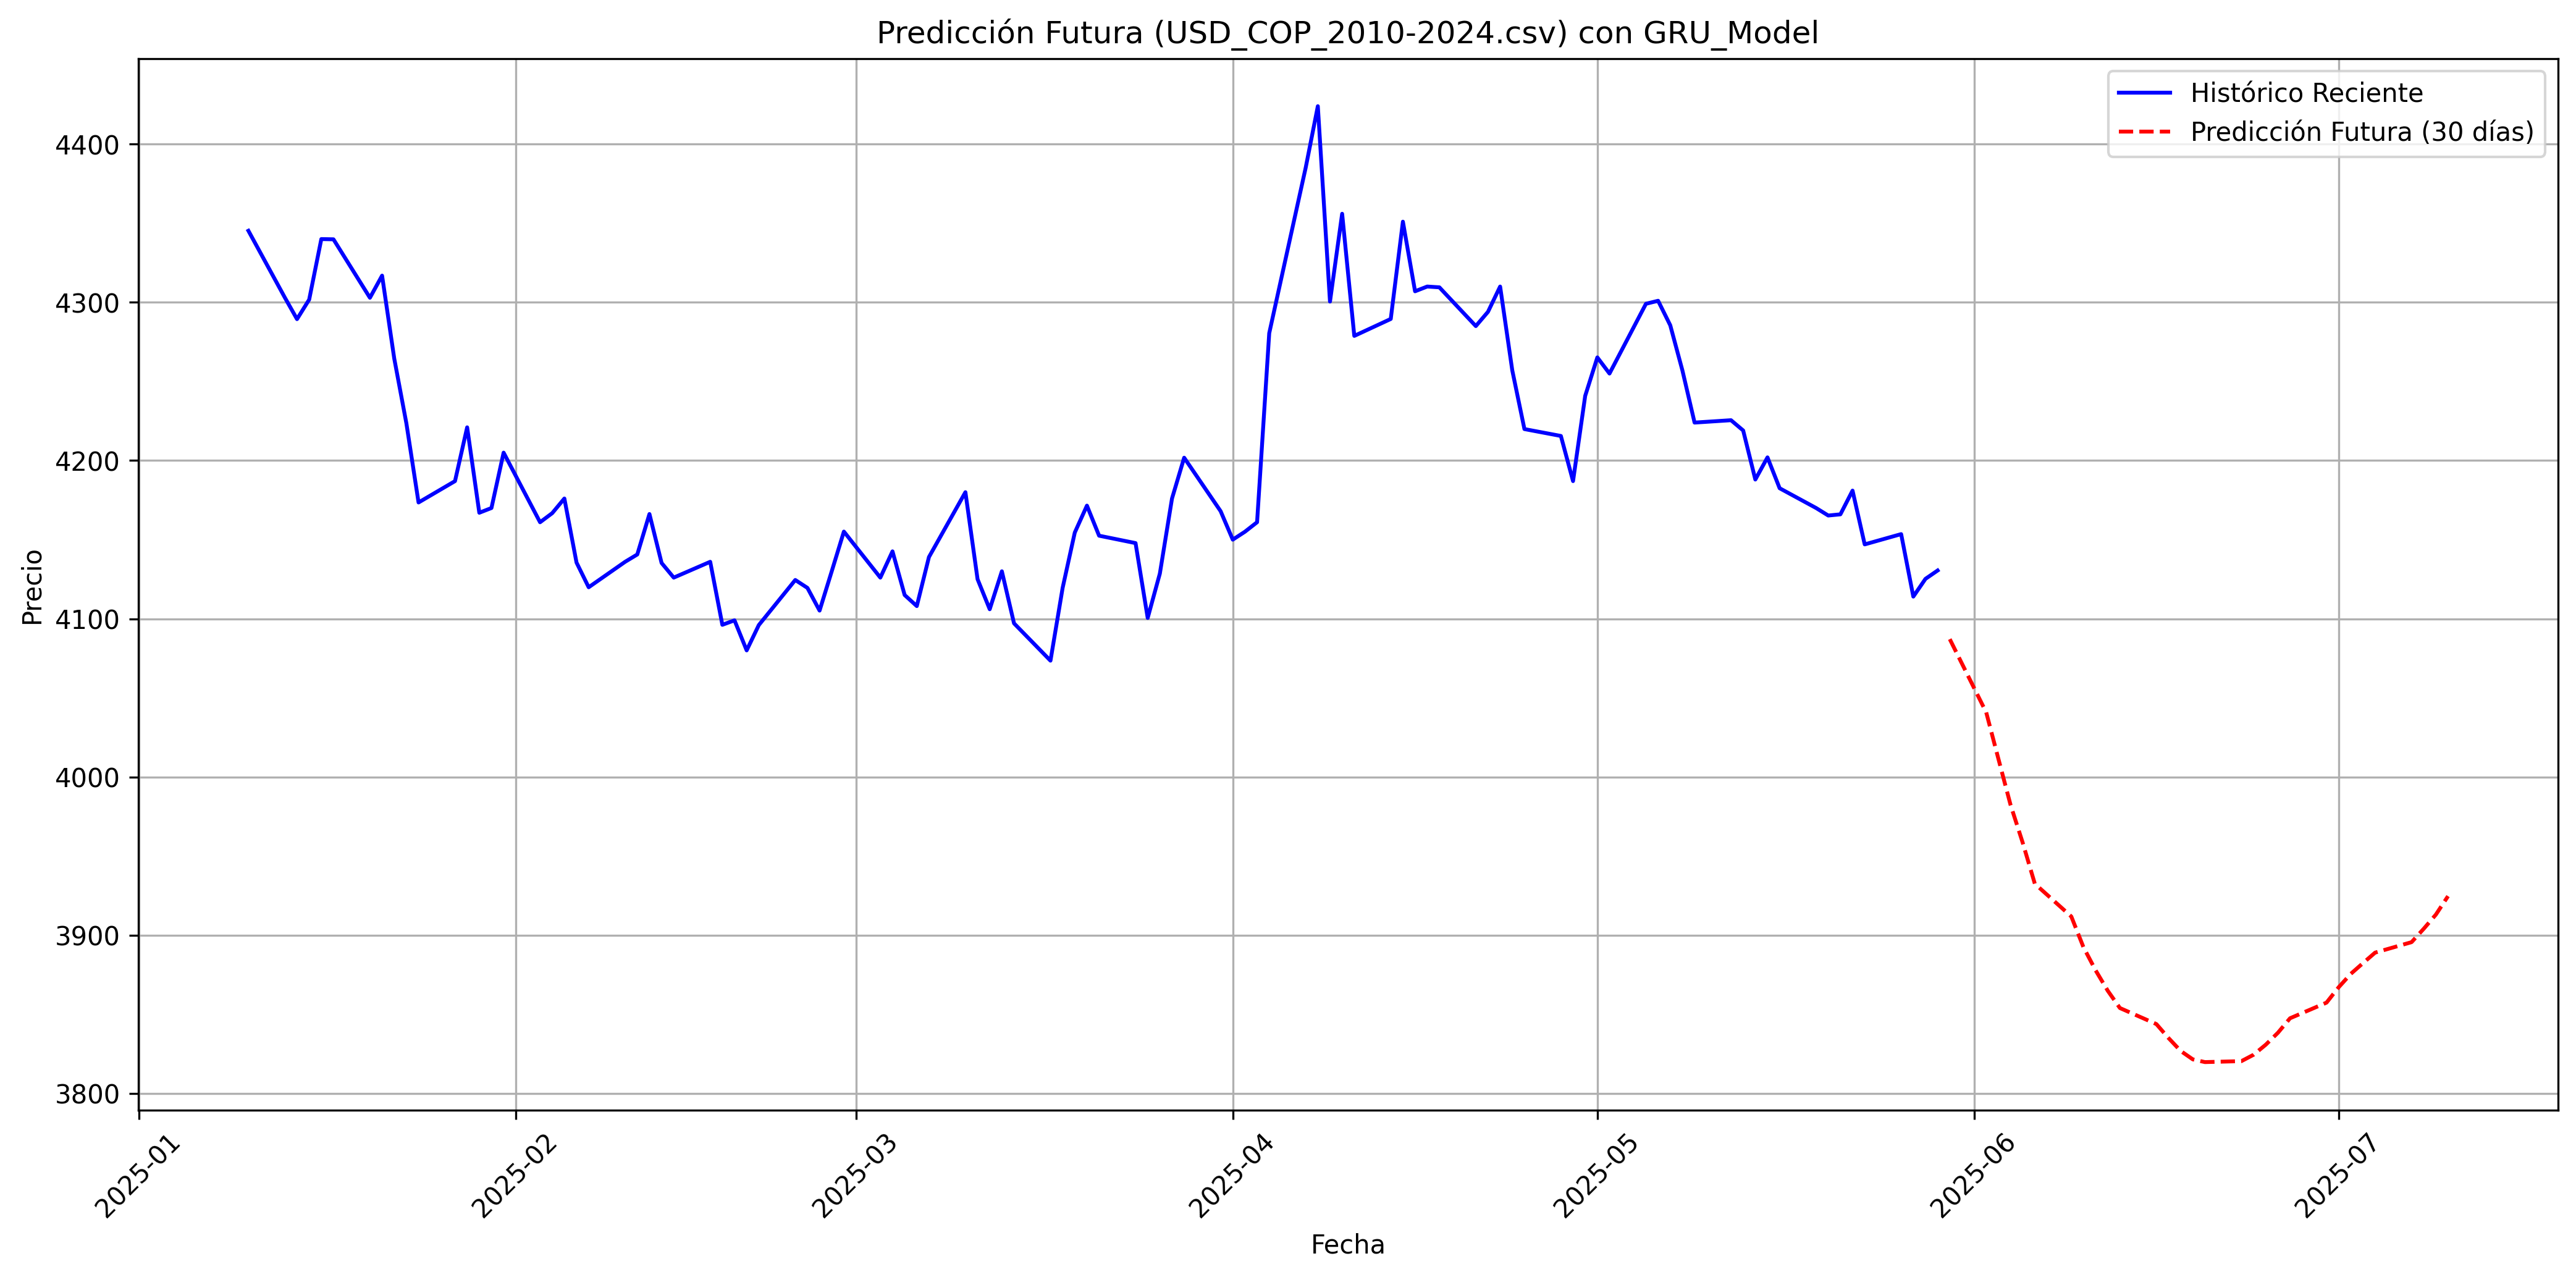 Predicción Futura (USD_COP_2010-2024.csv) con GRU_Model
Histórico Reciente
Predicción Futura (30 días)
Precio
4400
4300
4200
4100
4000
3900
3800
2025-01
2025-02
2025-03
2025-04
2025-05
2025-06
2025-07
Fecha